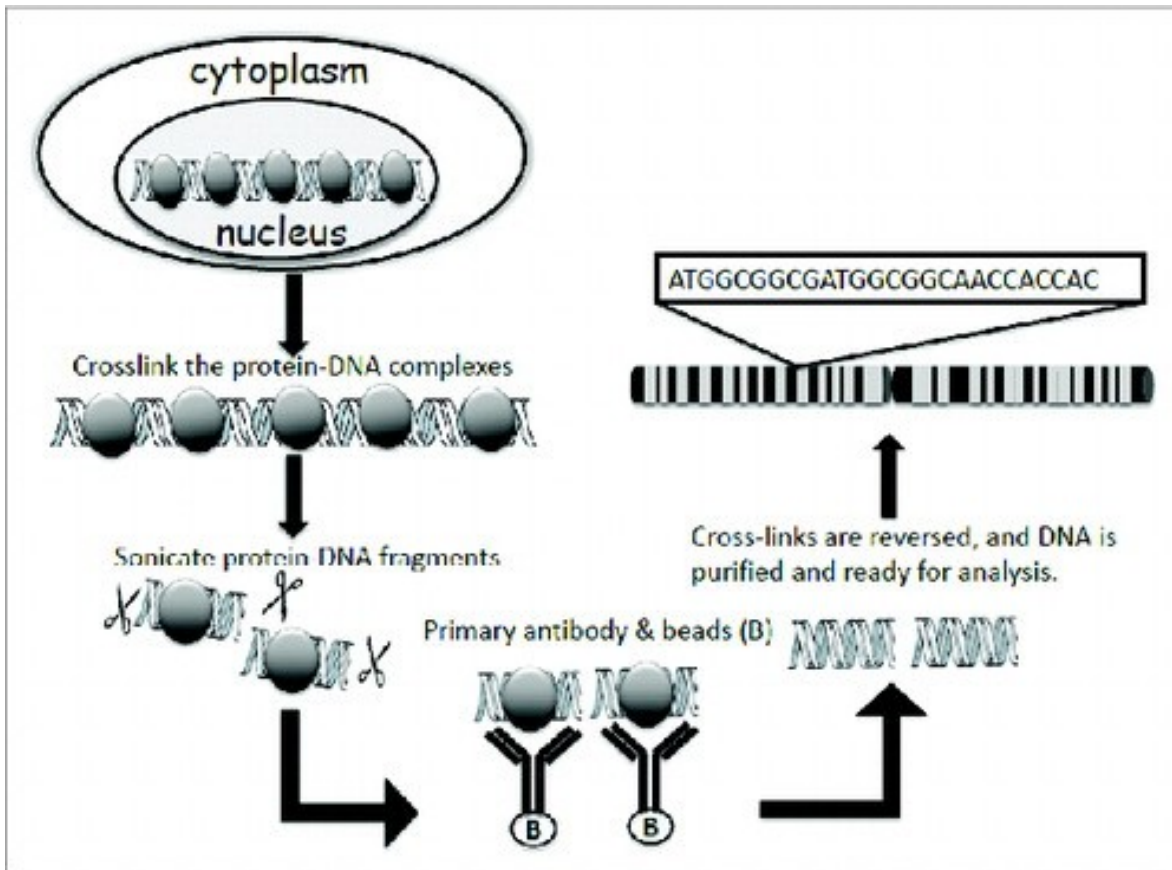 cytoplasm
nucleus
Crosslink the protein-DNA complexes
Sonicate protein DNA fragments
Primary antibody & beads (B)
B
B
Cross-links are reversed, and DNA is
purified and ready for analysis.
ATGGCGGCGATGGCGGCAACCACCAC